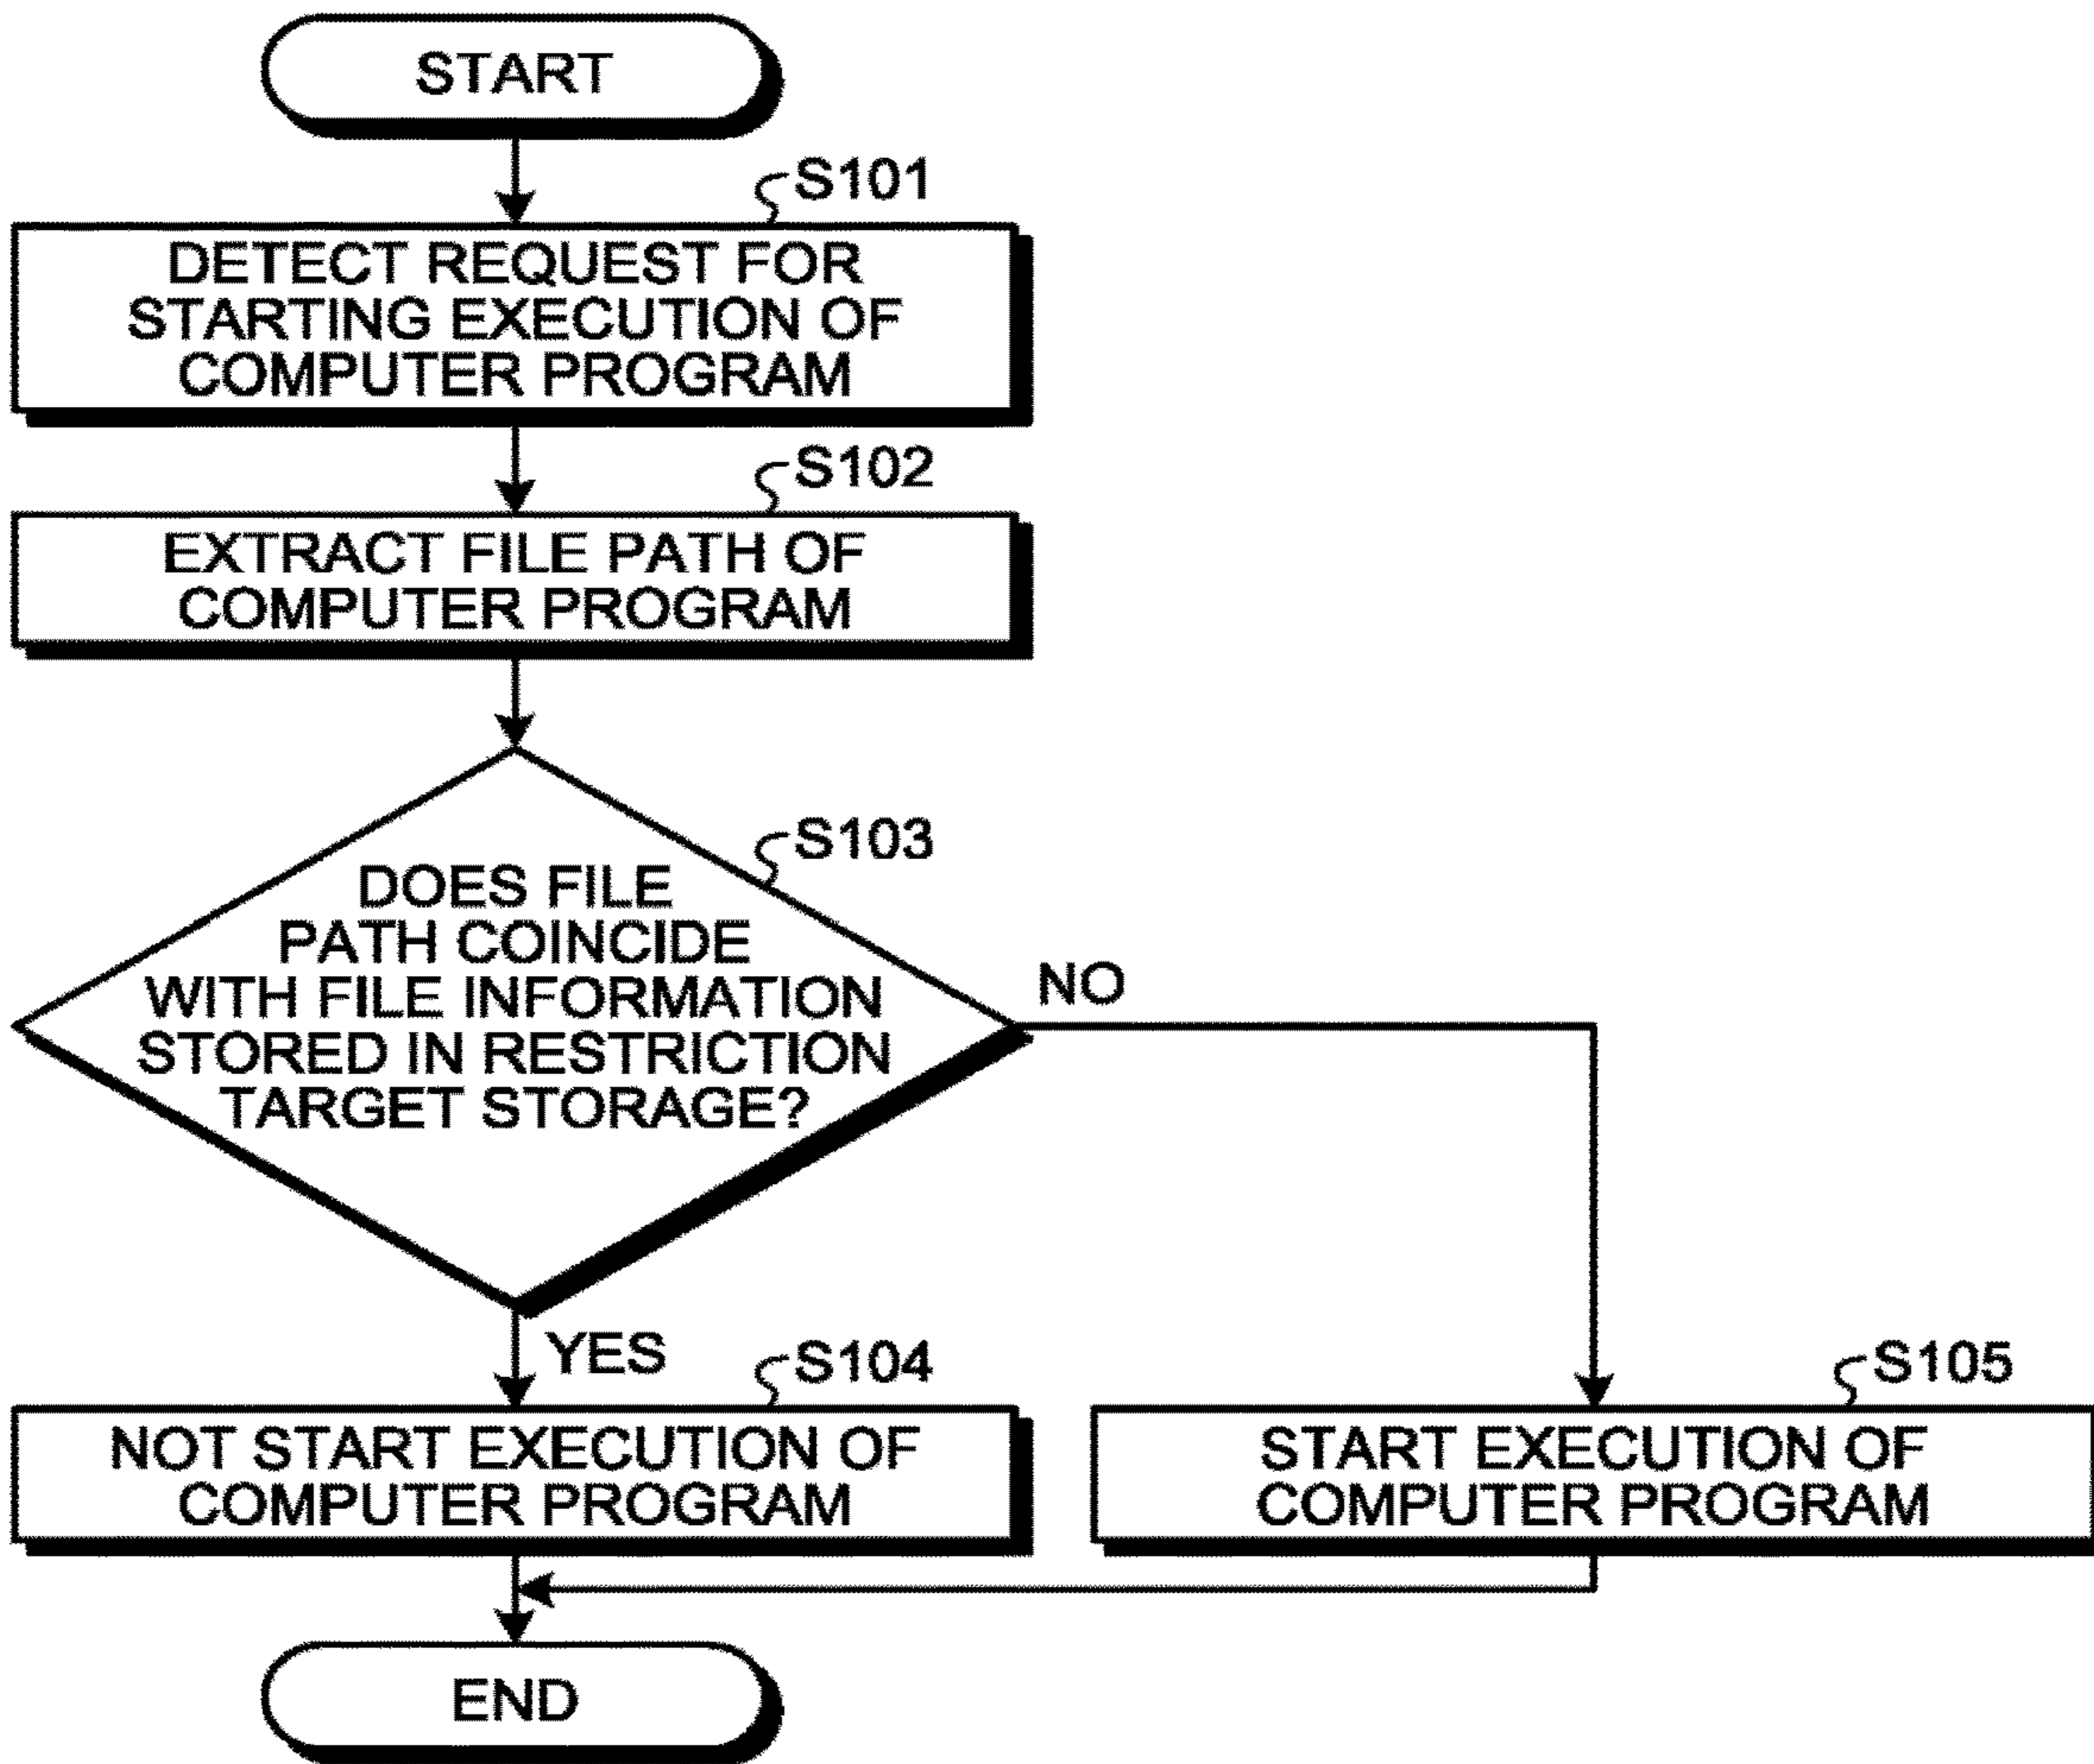 START
S101
DETECT REQUEST FOR
STARTING EXECUTION OF
COMPUTER PROGRAM
S102
EXTRACT FILE PATH OF
COMPUTER PROGRAM
S103
DOES FILE
PATH COINCIDE
WITH FILE INFORMATION
STORED IN RESTRICTION
TARGET STORAGE?
NO
YES
S104
NOT START EXECUTION OF
COMPUTER PROGRAM
S105
START EXECUTION OF
COMPUTER PROGRAM
END